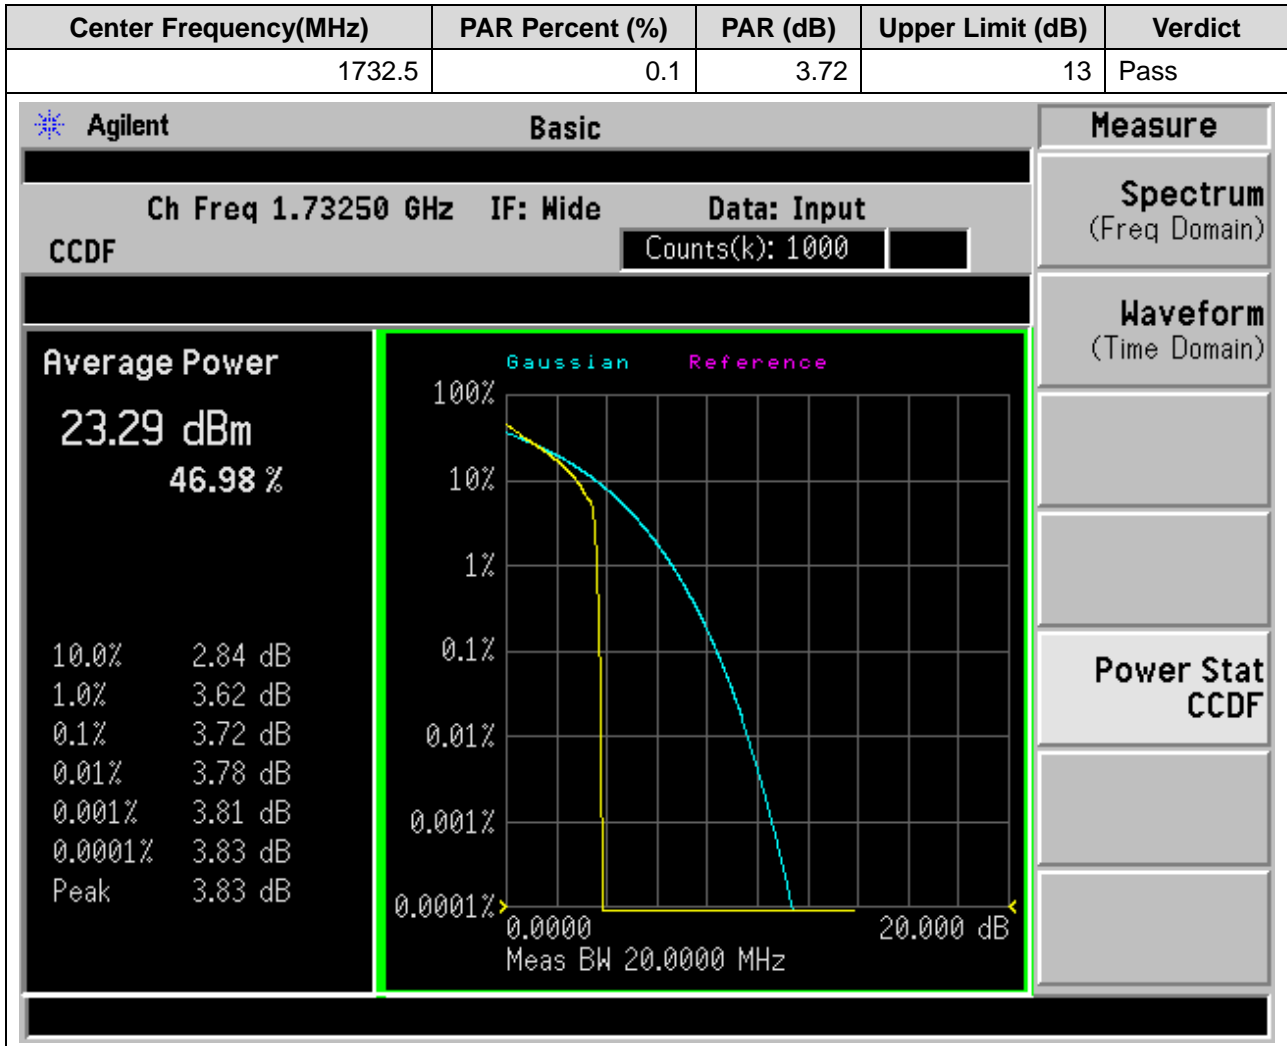 Center Frequency(MHz) PAR Percent (%) PAR (dB) Upper Limit (dB) Verdict
1732.5 0.1 3.72 13 Pass
Agilent Basic Measure
Ch Freq 1.73250 GHz IF: Wide Data: Input
CCDF Counts(k): 1000
Spectrum
(Freq Domain)
Waveform
(Time Domain)
Power Stat
CCDF
Average Power
23.29 dBm
46.98 %
10.0% 2.84 dB
1.0% 3.62 dB
0.1% 3.72 dB
0.01% 3.78 dB
0.001% 3.81 dB
0.0001% 3.83 dB
Peak 3.83 dB
Gaussian Reference
100%
10%
1%
0.1%
0.01%
0.001%
0.0001%
0.0000 20.000 dB
Meas BW 20.0000 MHz